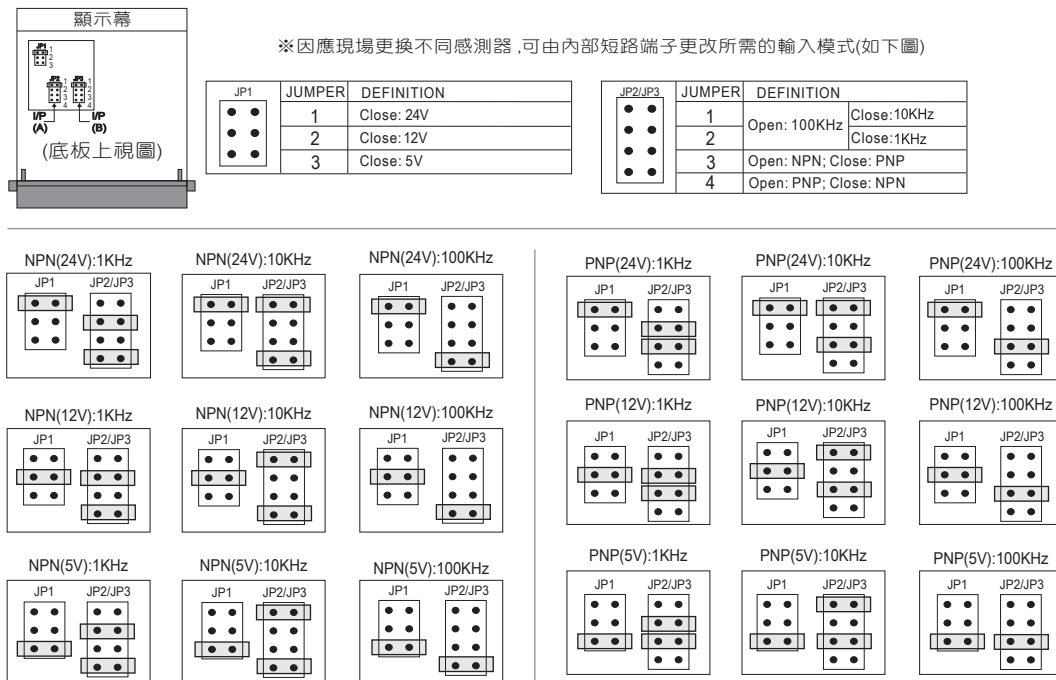 顯示幕
JP1
1
2
3
JP2 JP3
1 1
2 2
3 3
4 4
I/P I/P
(A) (B)
(底板上視圖)
※因應現場更換不同感測器 ,可由內部短路端子更改所需的輸入模式(如下圖)
JP1 JUMPER DEFINITION
1 Close: 24V
2 Close: 12V
3 Close: 5V
JP2/JP3 JUMPER DEFINITION
1 Open: 100KHz Close:10KHz
2 Close:1KHz
3 Open: NPN; Close: PNP
4 Open: PNP; Close: NPN
NPN(24V):1KHz NPN(24V):10KHz NPN(24V):100KHz PNP(24V):1KHz PNP(24V):10KHz PNP(24V):100KHz
JP1 JP2/JP3 JP1 JP2/JP3 JP1 JP2/JP3 JP1 JP2/JP3 JP1 JP2/JP3 JP1 JP2/JP3
NPN(12V):1KHz NPN(12V):10KHz NPN(12V):100KHz PNP(12V):1KHz PNP(12V):10KHz PNP(12V):100KHz
JP1 JP2/JP3 JP1 JP2/JP3 JP1 JP2/JP3 JP1 JP2/JP3 JP1 JP2/JP3 JP1 JP2/JP3
NPN(5V):1KHz NPN(5V):10KHz NPN(5V):100KHz PNP(5V):1KHz PNP(5V):10KHz PNP(5V):100KHz
JP1 JP2/JP3 JP1 JP2/JP3 JP1 JP2/JP3 JP1 JP2/JP3 JP1 JP2/JP3 JP1 JP2/JP3